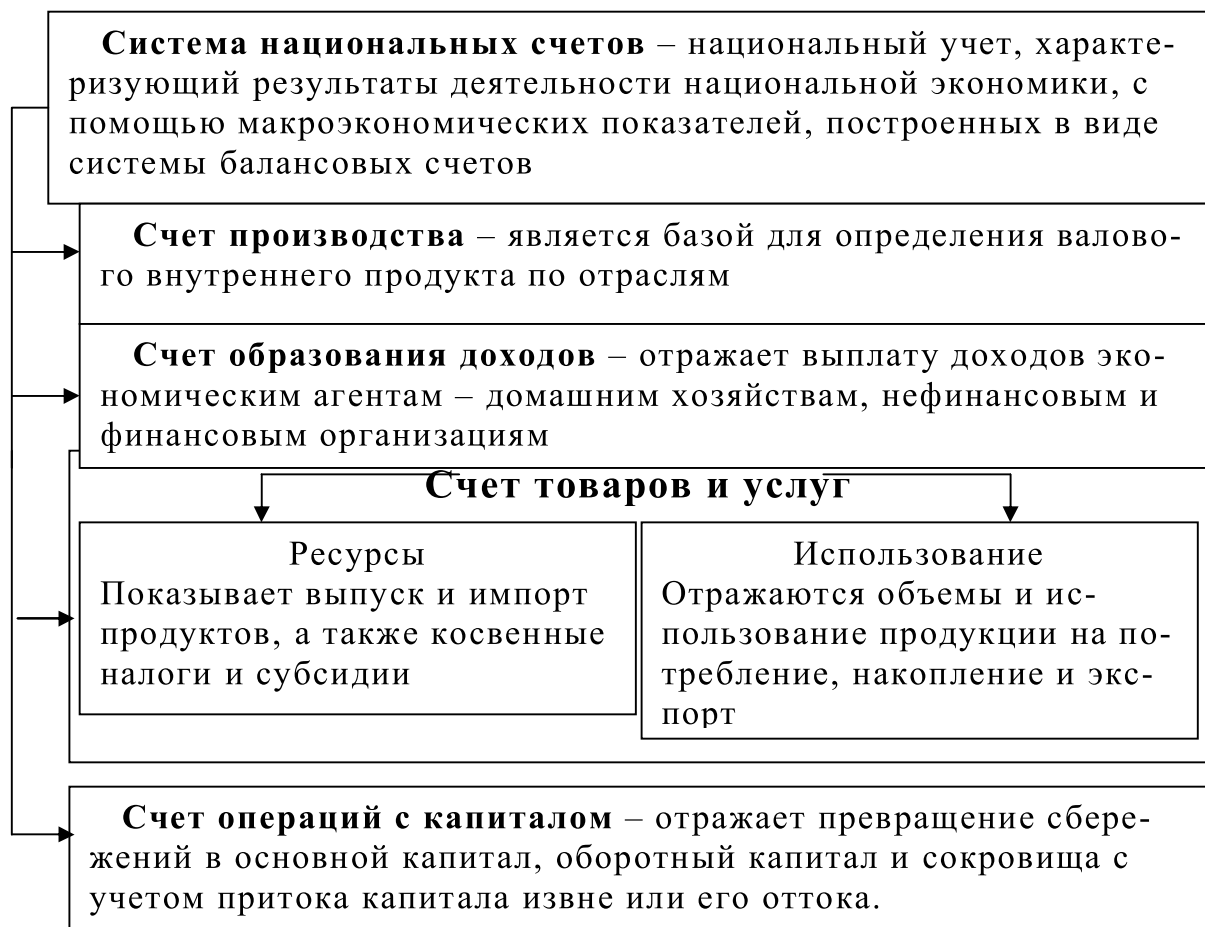 Система национальных счетов – национальный учет, характе-
ризующий результаты деятельности национальной экономики, с
помощью макроэкономических показателей, построенных в виде
системы балансовых счетов
Счет производства – является базой для определения валово-
го внутреннего продукта по отраслям
Счет образования доходов – отражает выплату доходов эко-
номическим агентам – домашним хозяйствам, нефинансовым и
финансовым организациям
Счет товаров и услуг
Ресурсы
Показывает выпуск и импорт
продуктов, а также косвенные
налоги и субсидии
Использование
Отражаются объемы и ис-
пользование продукции на по-
требление, накопление и экс-
порт
Счет операций с капиталом – отражает превращение сбере-
жений в основной капитал, оборотный капитал и сокровища с
учетом притока капитала извне или его оттока.